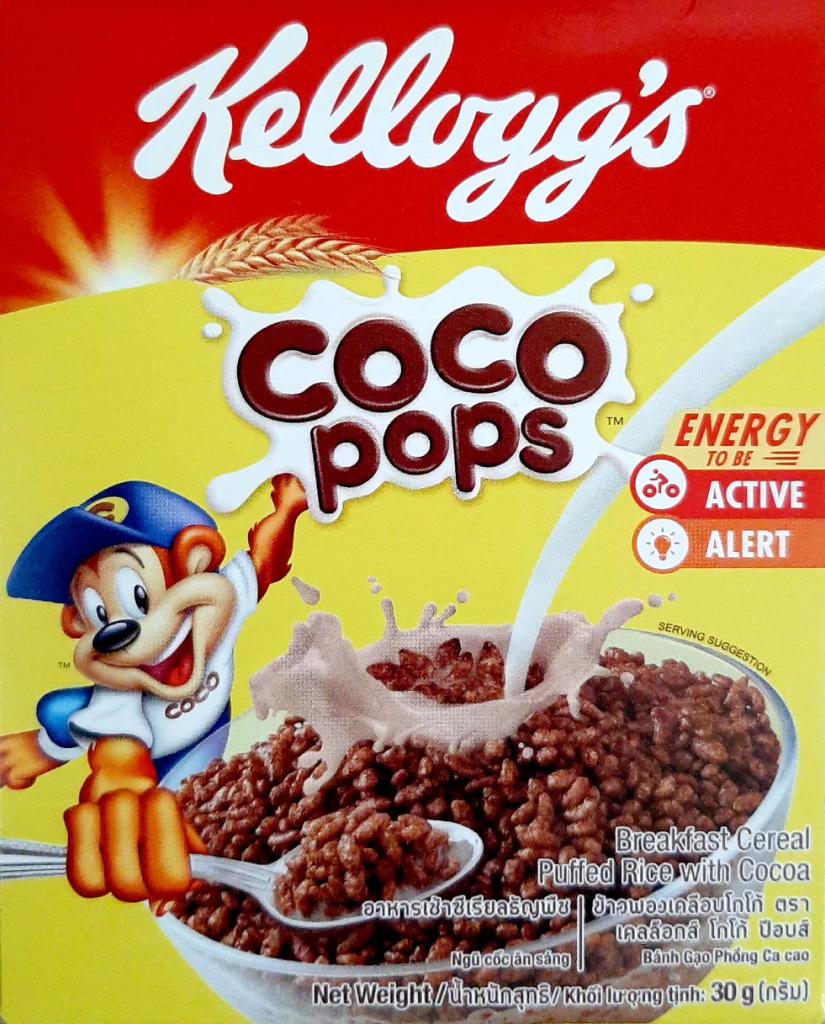 Kellogg's®
COCO
pops™
ENERGY
TO BE
ACTIVE
ALERT
SERVING SUGGESTION
C
TM
COCO
Breakfast Cereal
Puffed Rice with Cocoa
อาหารเช้าซีเรียลธัญพืช | ข้าวพองเคลือบโกโก้ ตรา
เคลล็อกส์ โกโก้ ป๊อบส์
Ngũ cốc ăn sáng | Bánh Gạo Phồng Ca cao
Net Weight/น้ำหนักสุทธิ/Khối lượng tịnh: 30 g (กรัม)